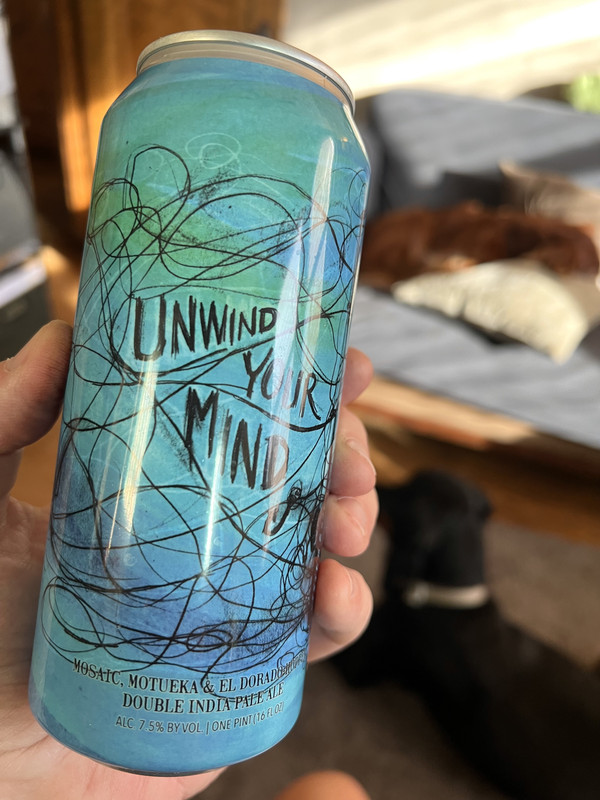 UNWIND
YOUR
MIND
MOSAIC, MOTUEKA & EL DORADO
DOUBLE INDIA PALE ALE
ALC 7.5% BY VOL | ONE PINT (16 FL OZ)